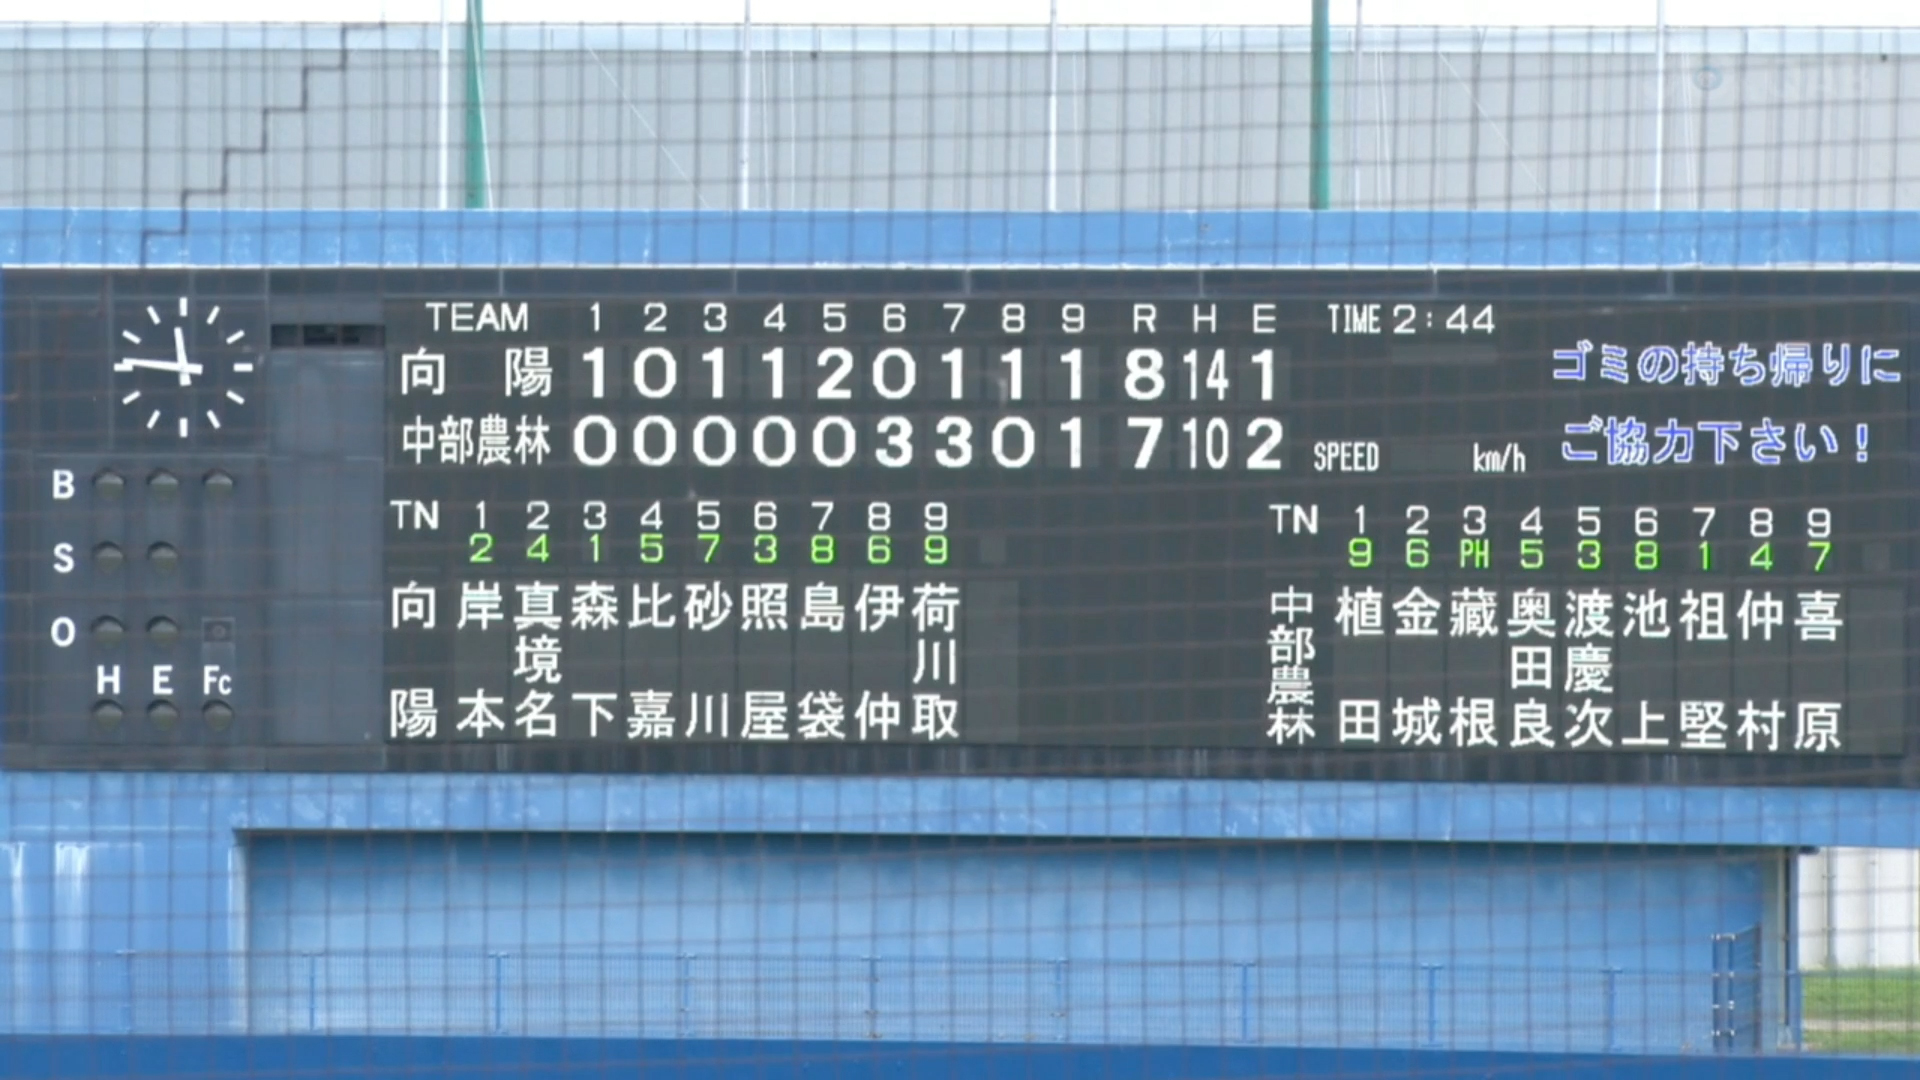 TEAM 1 2 3 4 5 6 7 8 9 R H E TIME 2:44
向陽 1 0 1 1 2 0 1 1 1 8 14 1
中部農林 0 0 0 0 0 3 3 0 1 7 10 2
SPEED km/h
ゴミの持ち帰りに
ご協力下さい!
B
S
O
H E Fc
TN 1 2 3 4 5 6 7 8 9
2 4 1 5 7 3 8 6 9
向陽 岸本 真境名 森下 比嘉 砂川 照屋 島袋 伊仲 荷川取
TN 1 2 3 4 5 6 7 8 9
9 6 PH 5 3 8 1 4 7
中部農林 植田 金城 蔵根 奥田良 渡慶次 池上 祖堅 仲村 喜原